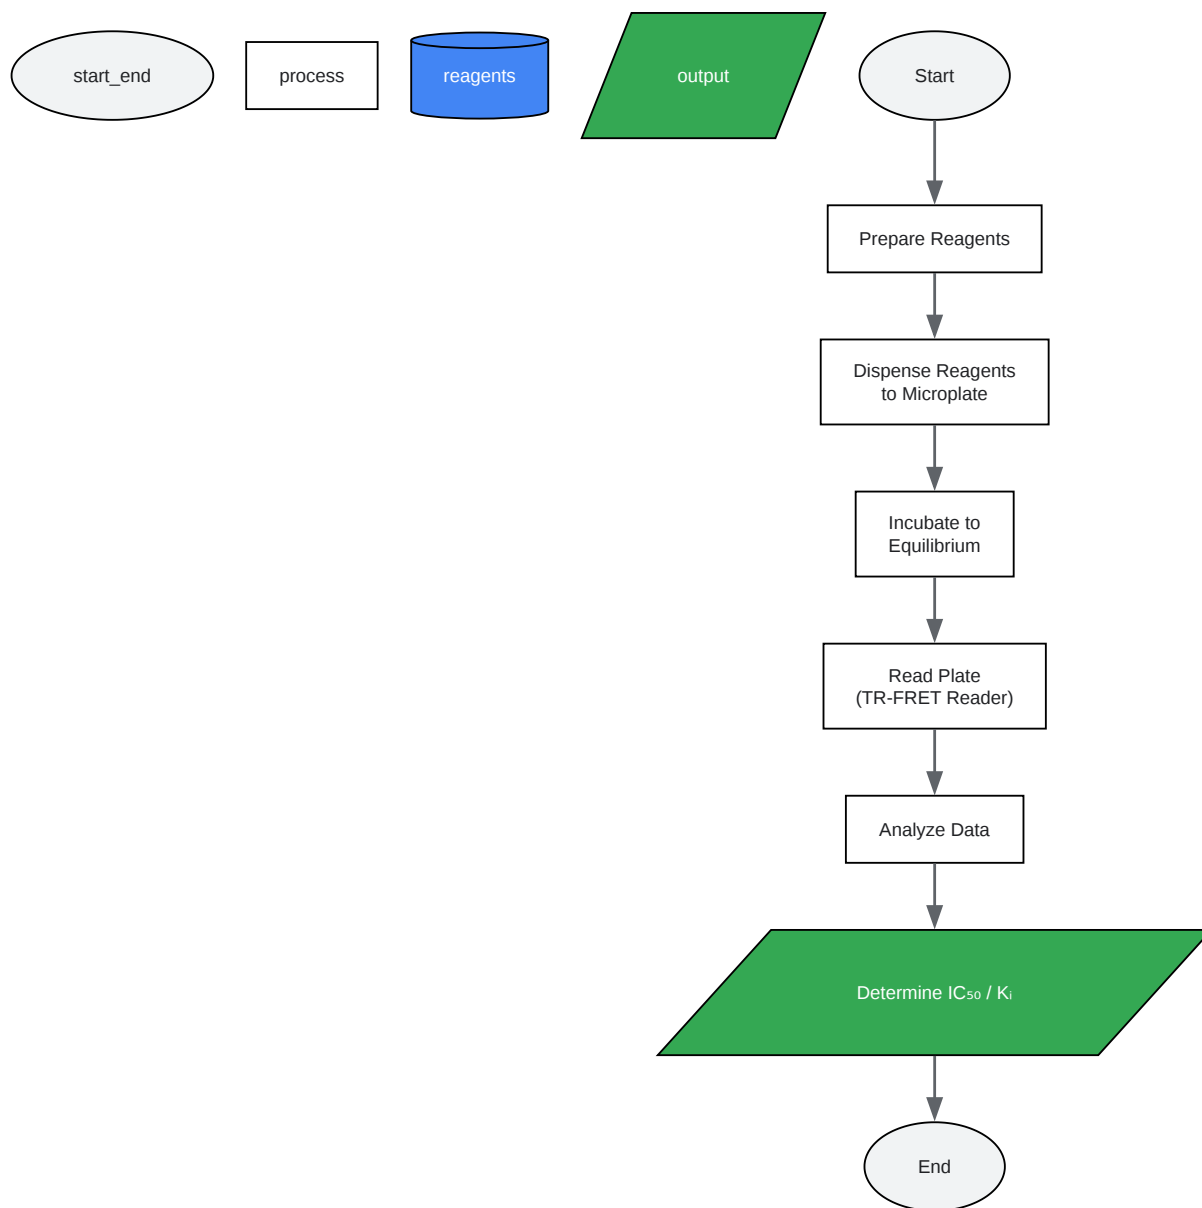 start_end
process
reagents
output
Start
Prepare Reagents
Dispense Reagents
to Microplate
Incubate to
Equilibrium
Read Plate
(TR-FRET Reader)
Analyze Data
Determine IC₅₀ / Kᵢ
End